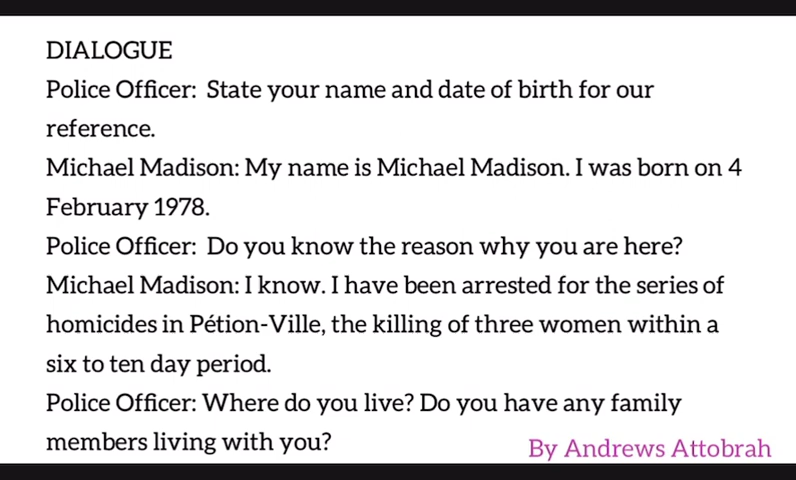 DIALOGUE
Police Officer:  State your name and date of birth for our
reference.
Michael Madison: My name is Michael Madison. I was born on 4
February 1978.
Police Officer:  Do you know the reason why you are here?
Michael Madison: I know. I have been arrested for the series of
homicides in Pétion-Ville, the killing of three women within a
six to ten day period.
Police Officer: Where do you live? Do you have any family
members living with you?
By Andrews Attobrah